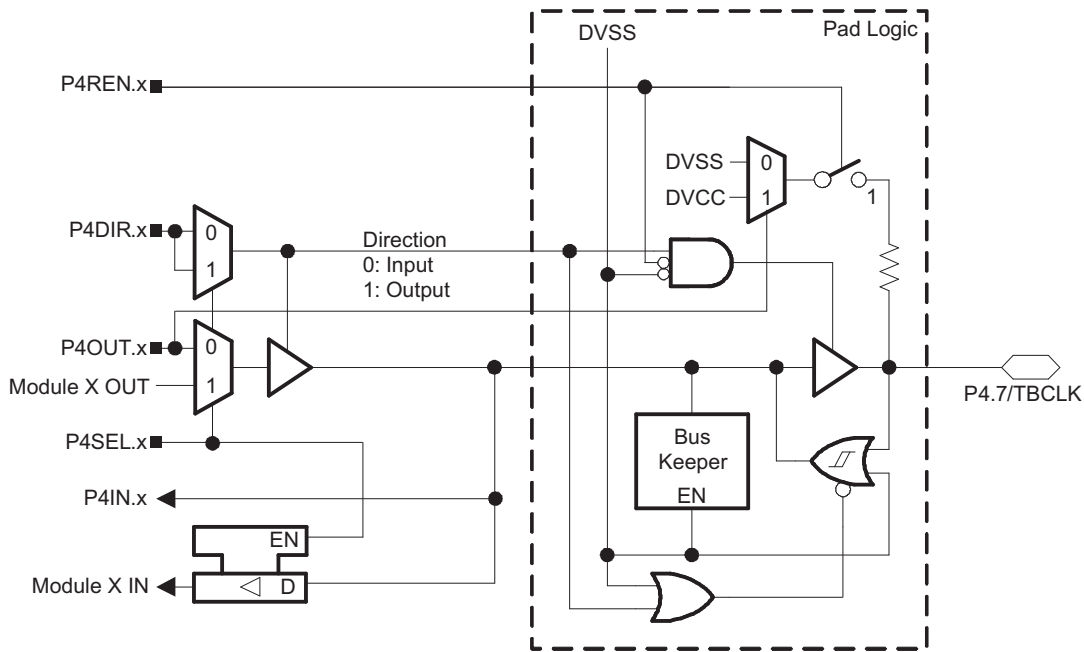 DVSS
Pad Logic
P4REN.x
DVSS
0
DVCC
1
1
P4DIR.x
0
1
Direction
0: Input
1: Output
P4OUT.x
0
Module X OUT
1
P4.7/TBCLK
P4SEL.x
Bus
Keeper
EN
P4IN.x
EN
Module X IN
D